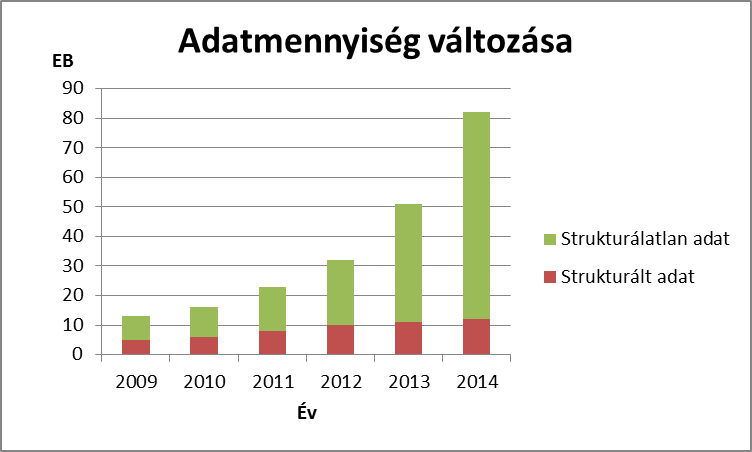 Adatmennyiség változása
EB
90
80
70
60
50
40
30
20
10
0
2009 2010 2011 2012 2013 2014
Év
Strukturálatlan adat
Strukturált adat